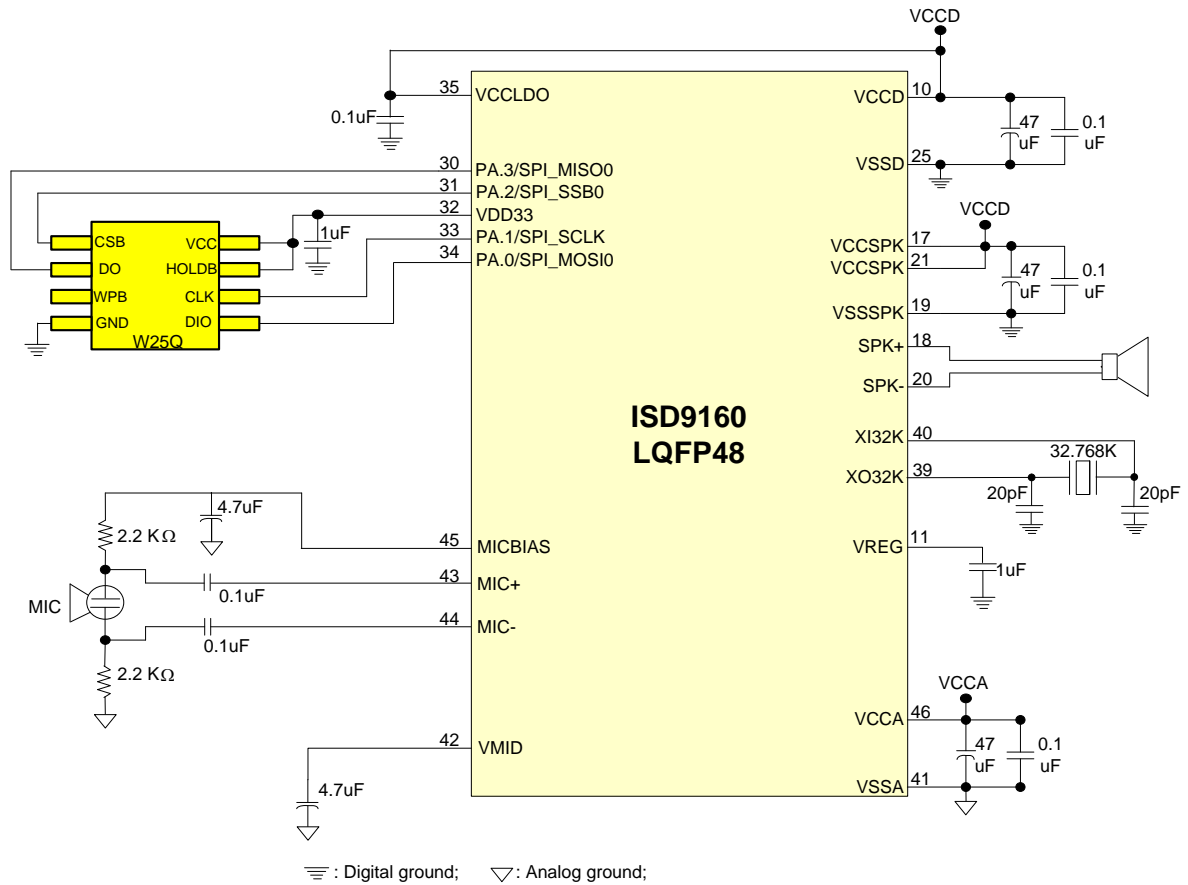 VCCD
35 VCCLDO
0.1uF
30 PA.3/SPI_MISO0
31 PA.2/SPI_SSB0
32 VDD33
1uF
33 PA.1/SPI_SCLK
34 PA.0/SPI_MOSI0
CSB VCC
DO HOLDB
WPB CLK
GND DIO
W25Q
4.7uF
2.2 KΩ
45 MICBIAS
43 MIC+
0.1uF
MIC
44 MIC-
0.1uF
2.2 KΩ
42 VMID
4.7uF
ISD9160
LQFP48
VCCD 10
47 uF
0.1 uF
VSSD 25
VCCD
VCCSPK 17
VCCSPK 21
47 uF
0.1 uF
VSSSPK 19
SPK+ 18
SPK- 20
XI32K 40
32.768K
XO32K 39
20pF
20pF
VREG 11
1uF
VCCA
VCCA 46
47 uF
0.1 uF
VSSA 41
: Digital ground; : Analog ground;